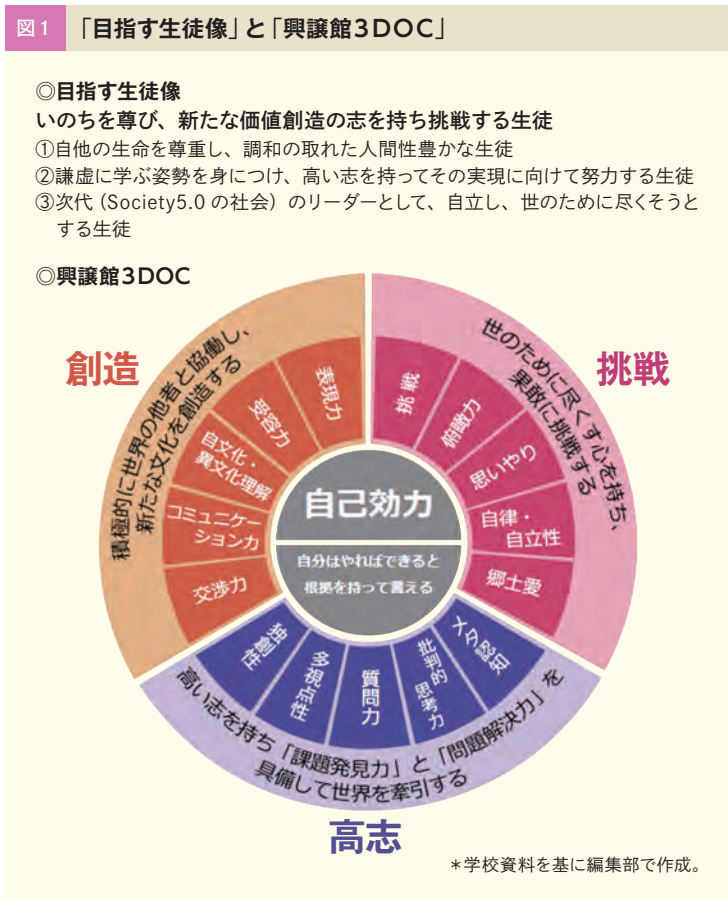 図1 「目指す生徒像」と「興譲館3DOC」
◎目指す生徒像
いのちを尊び、新たな価値創造の志を持ち挑戦する生徒
①自他の生命を尊重し、調和の取れた人間性豊かな生徒
②謙虚に学ぶ姿勢を身につけ、高い志を持ってその実現に向けて努力する生徒
③次代(Society5.0 の社会)のリーダーとして、自立し、世のために尽くそうと
する生徒
◎興譲館3DOC
創造
積極的に世界の他者と協働し、
新たな文化を創造する
表現力
受容力
自文化・
異文化理解
コミュニケー
ション力
交渉力
挑戦
世のために尽くす心を持ち、
果敢に挑戦する
挑戦
俯瞰力
思いやり
自律・
自立性
郷土愛
自己効力
自分はやればできると
根拠を持って言える
独創性
多視点性
質問力
批判的
思考力
メタ認知
高い志を持ち「課題発見力」と「問題解決力」を
具備して世界を牽引する
高志
*学校資料を基に編集部で作成。